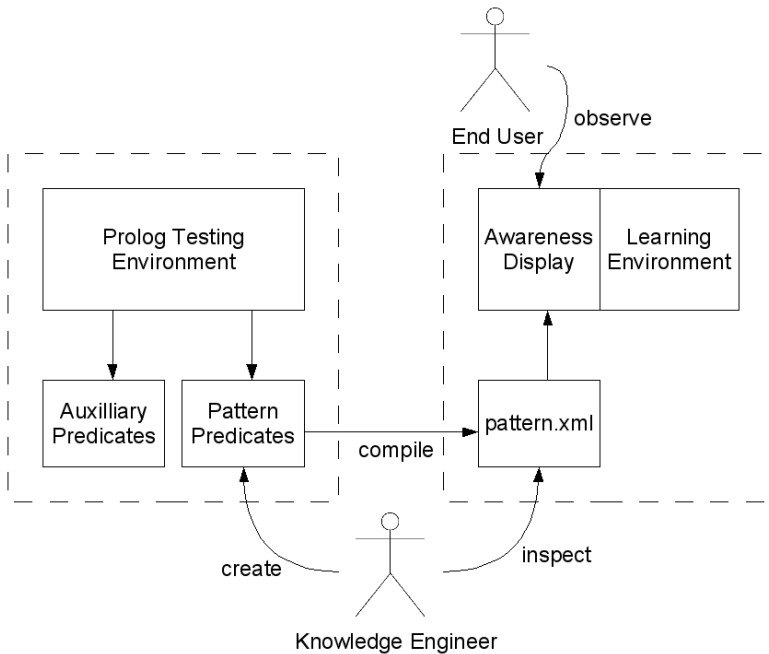 End User
observe
Prolog Testing
Environment
Awareness
Display
Learning
Environment
Auxilliary
Predicates
Pattern
Predicates
compile
pattern.xml
create
inspect
Knowledge Engineer